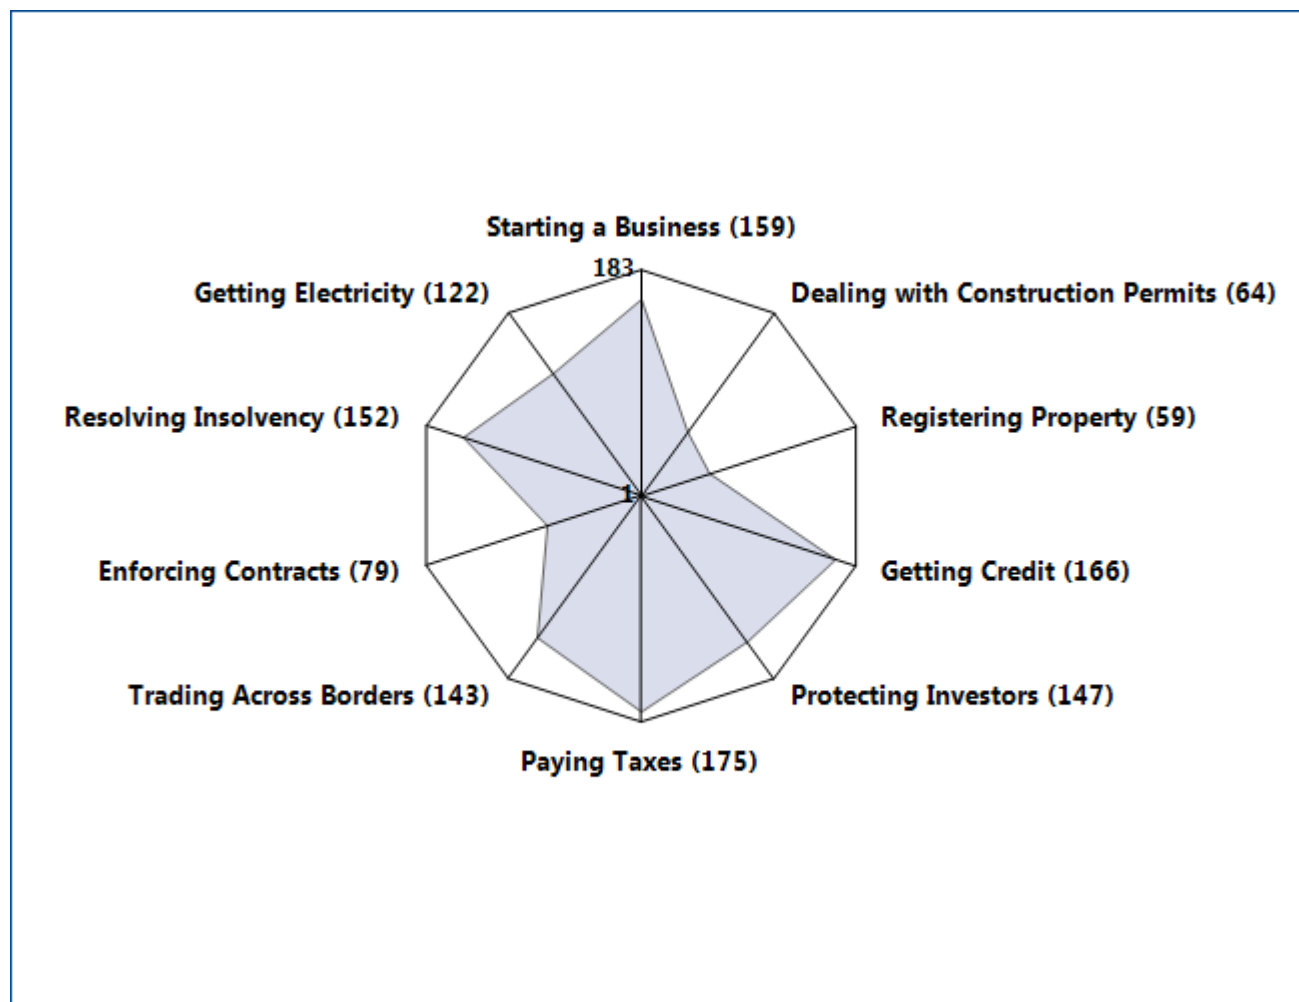 Starting a Business (159)
183
Getting Electricity (122)
Dealing with Construction Permits (64)
Resolving Insolvency (152)
Registering Property (59)
1
Enforcing Contracts (79)
Getting Credit (166)
Trading Across Borders (143)
Protecting Investors (147)
Paying Taxes (175)